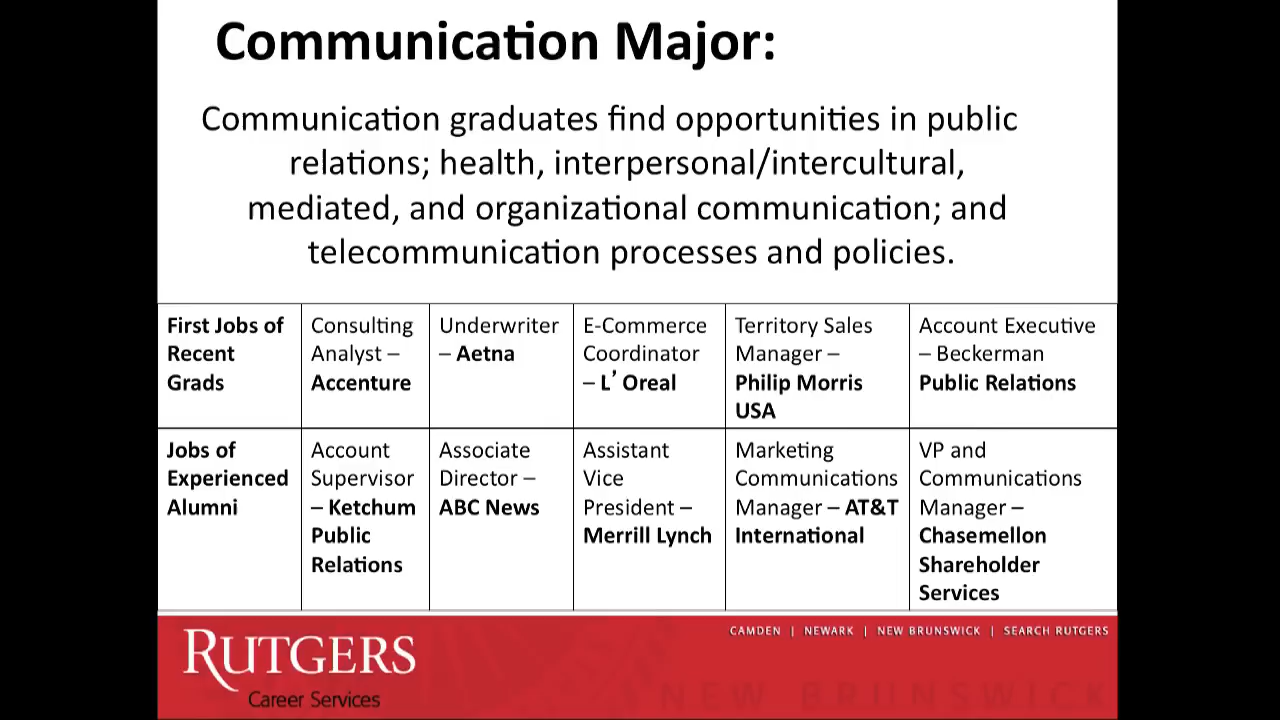 Communication Major:
Communication graduates find opportunities in public
relations; health, interpersonal/intercultural,
mediated, and organizational communication; and
telecommunication processes and policies.
First Jobs of
Recent
Grads
Consulting
Analyst –
Accenture
Underwriter
– Aetna
E-Commerce
Coordinator
– L’Oreal
Territory Sales
Manager –
Philip Morris
USA
Account Executive
– Beckerman
Public Relations
Jobs of
Experienced
Alumni
Account
Supervisor
– Ketchum
Public
Relations
Associate
Director –
ABC News
Assistant
Vice
President –
Merrill Lynch
Marketing
Communications
Manager – AT&T
International
VP and
Communications
Manager –
Chasemellon
Shareholder
Services
RUTGERS
Career Services
CAMDEN | NEWARK | NEW BRUNSWICK | SEARCH RUTGERS
NEW BRUNSWICK